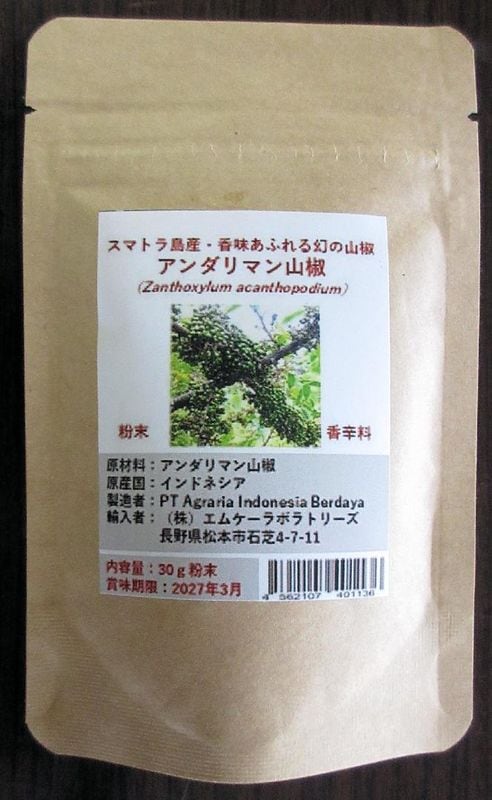 スマトラ島産・香味あふれる幻の山椒
アンダリマン山椒
(Zanthoxylum acanthopodium)
粉末 香辛料
原材料：アンダリマン山椒
原産国：インドネシア
製造者：PT Agraria Indonesia Berdaya
輸入者：（株）エムケーラボラトリーズ
長野県松本市石芝4-7-11
内容量：30ｇ粉末
賞味期限：2027年3月
4 562107 401136